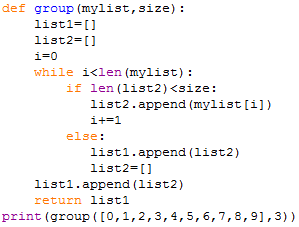 def group(mylist,size):
    list1=[]
    list2=[]
    i=0
    while i<len(mylist):
        if len(list2)<size:
           list2.append(mylist[i])
           i+=1
        else:
           list1.append(list2)
           list2=[]
    list1.append(list2)
    return list1
print(group([0,1,2,3,4,5,6,7,8,9],3))